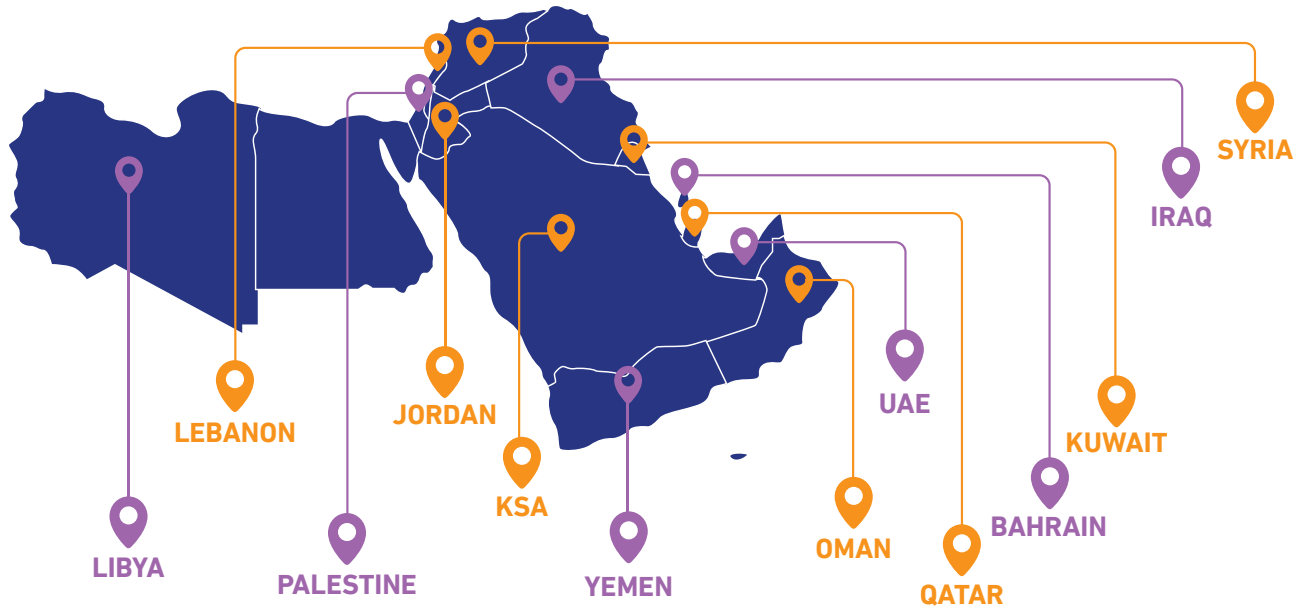 SYRIA
IRAQ
UAE
JORDAN
LEBANON
KUWAIT
KSA
BAHRAIN
OMAN
LIBYA
PALESTINE
YEMEN
QATAR